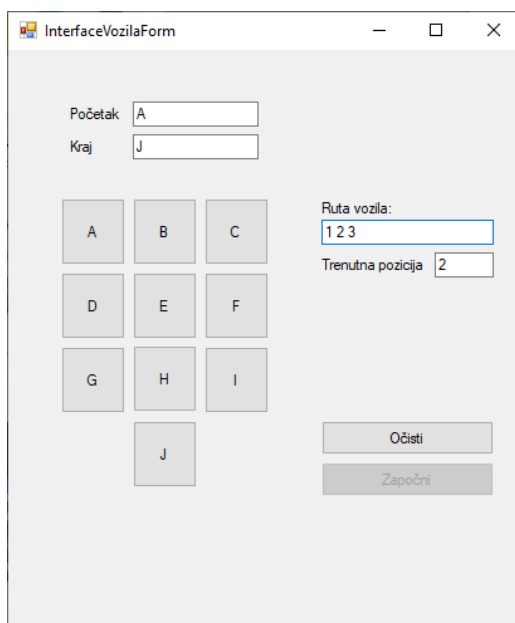 InterfaceVozilaForm
Početak A
Kraj J
A B C
Ruta vozila:
1 2 3
Trenutna pozicija 2
D E F
G H I
J
Očisti
Započni